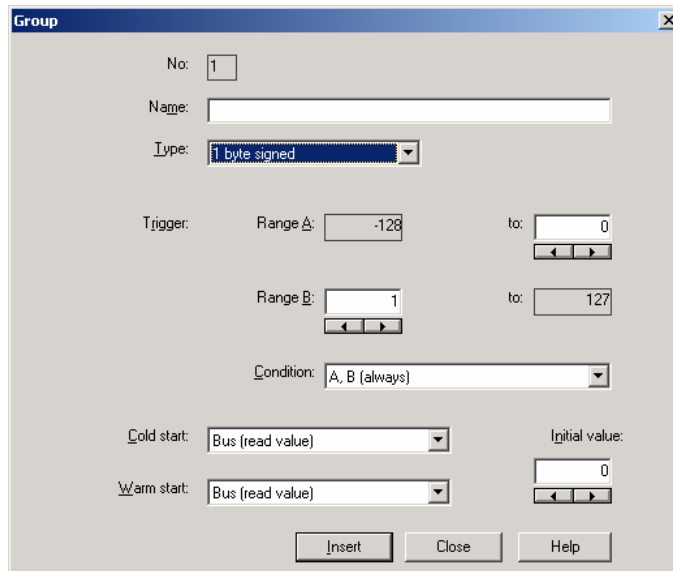 Group
No: 1
Name:
Type: 1 byte signed
Trigger: Range A: -128 to: 0
Range B: 1 to: 127
Condition: A, B (always)
Cold start: Bus (read value) Initial value:
0
Warm start: Bus (read value)
Insert Close Help